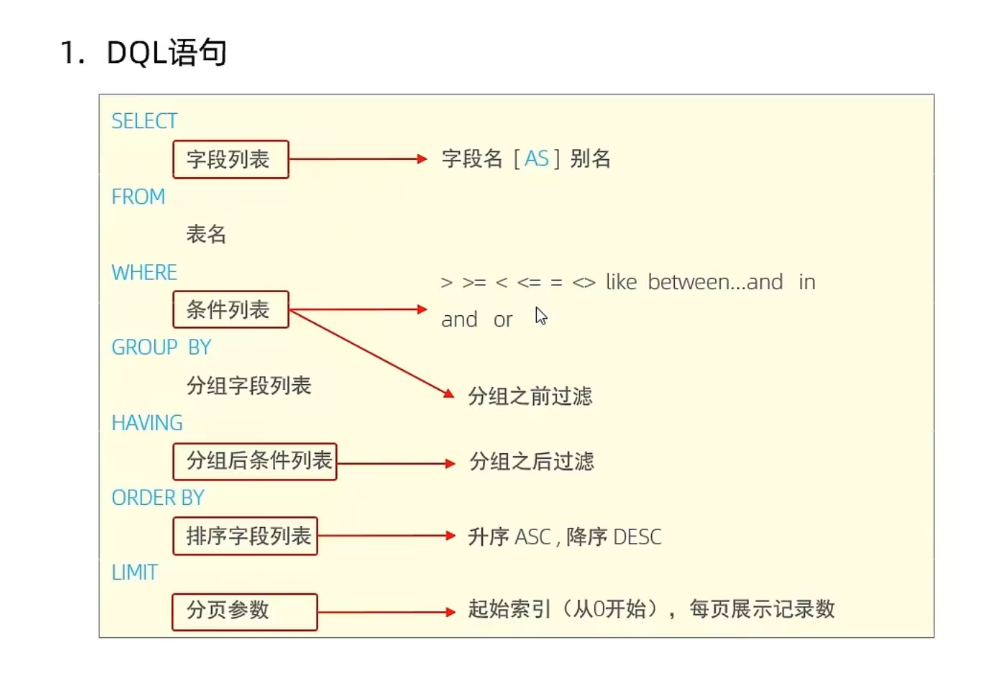 1. DQL语句
SELECT
字段列表
字段名 [ AS ] 别名
FROM
表名
WHERE
> >= < <= = <> like between...and in
条件列表
and or
GROUP BY
分组字段列表
分组之前过滤
HAVING
分组后条件列表
分组之后过滤
ORDER BY
排序字段列表
升序 ASC , 降序 DESC
LIMIT
分页参数
起始索引（从0开始），每页展示记录数